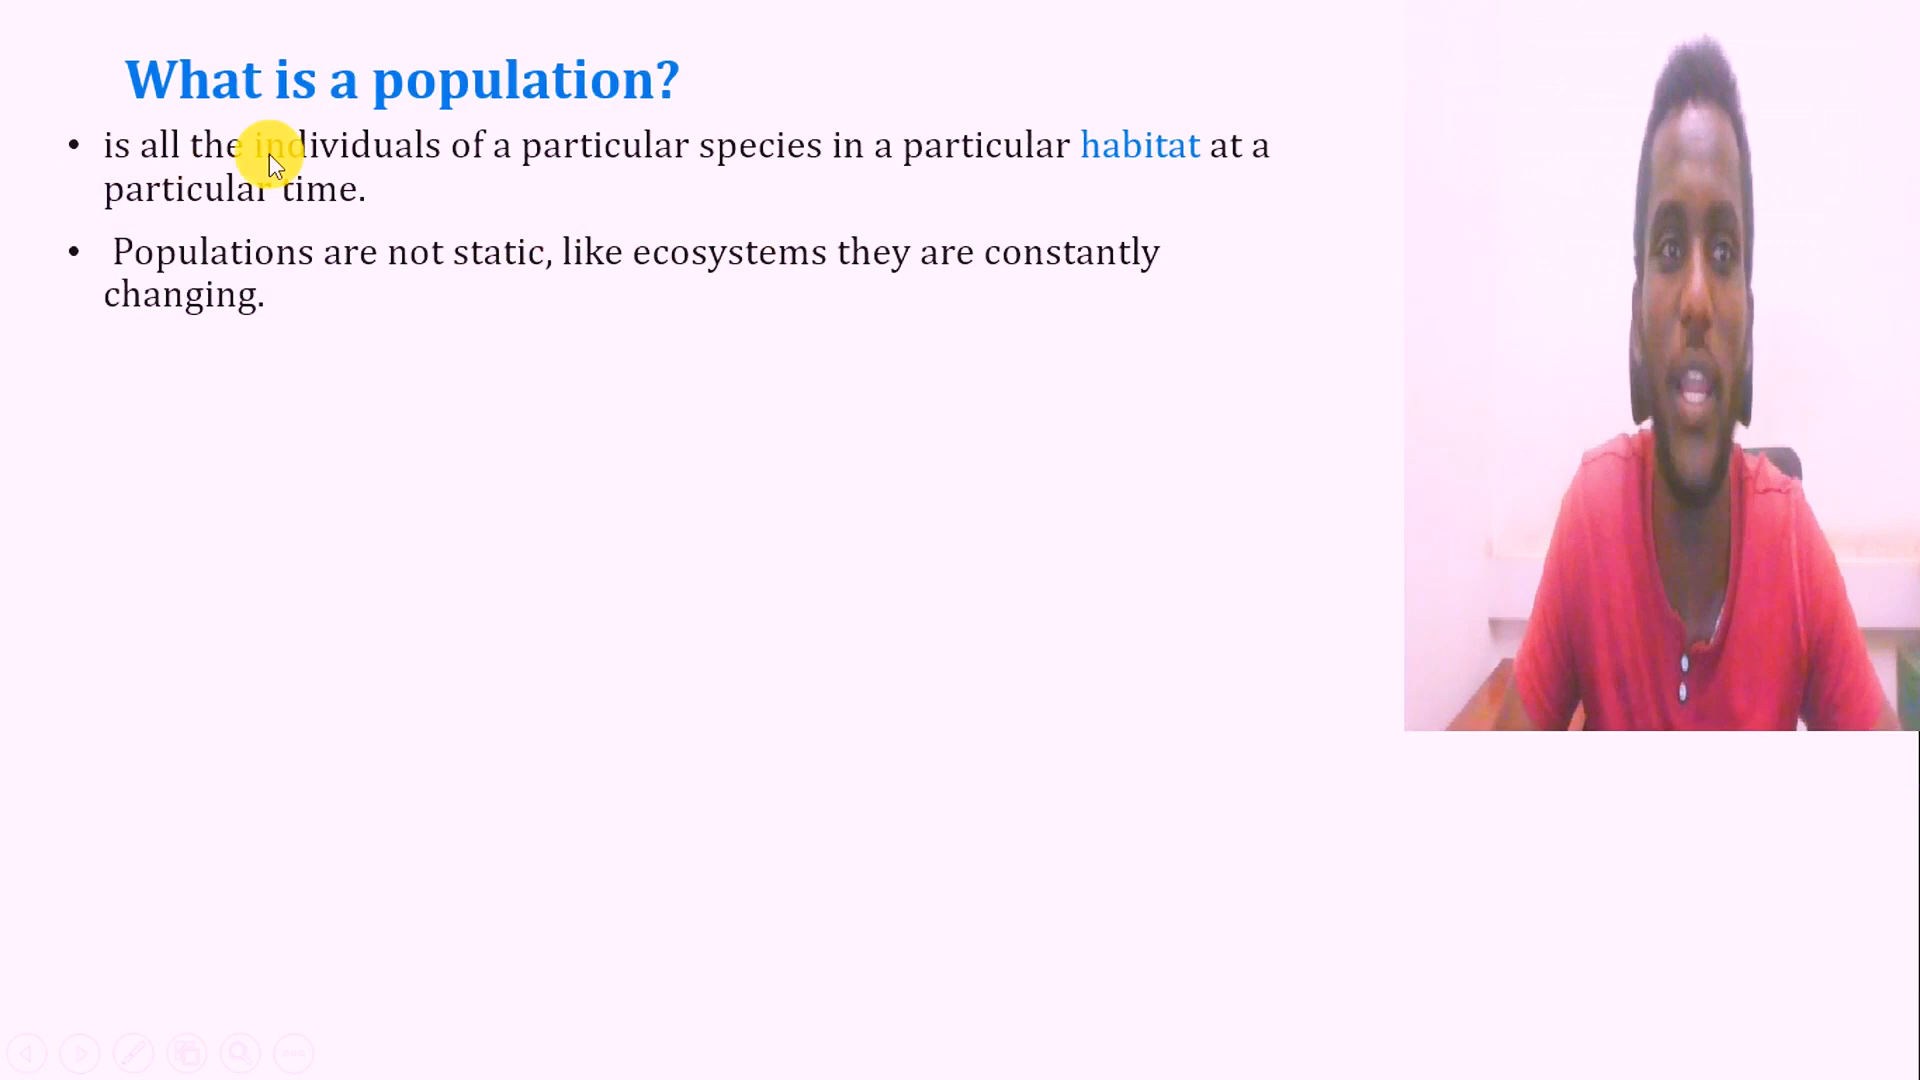 What is a population?
• is all the individuals of a particular species in a particular habitat at a
particular time.
• Populations are not static, like ecosystems they are constantly
changing.